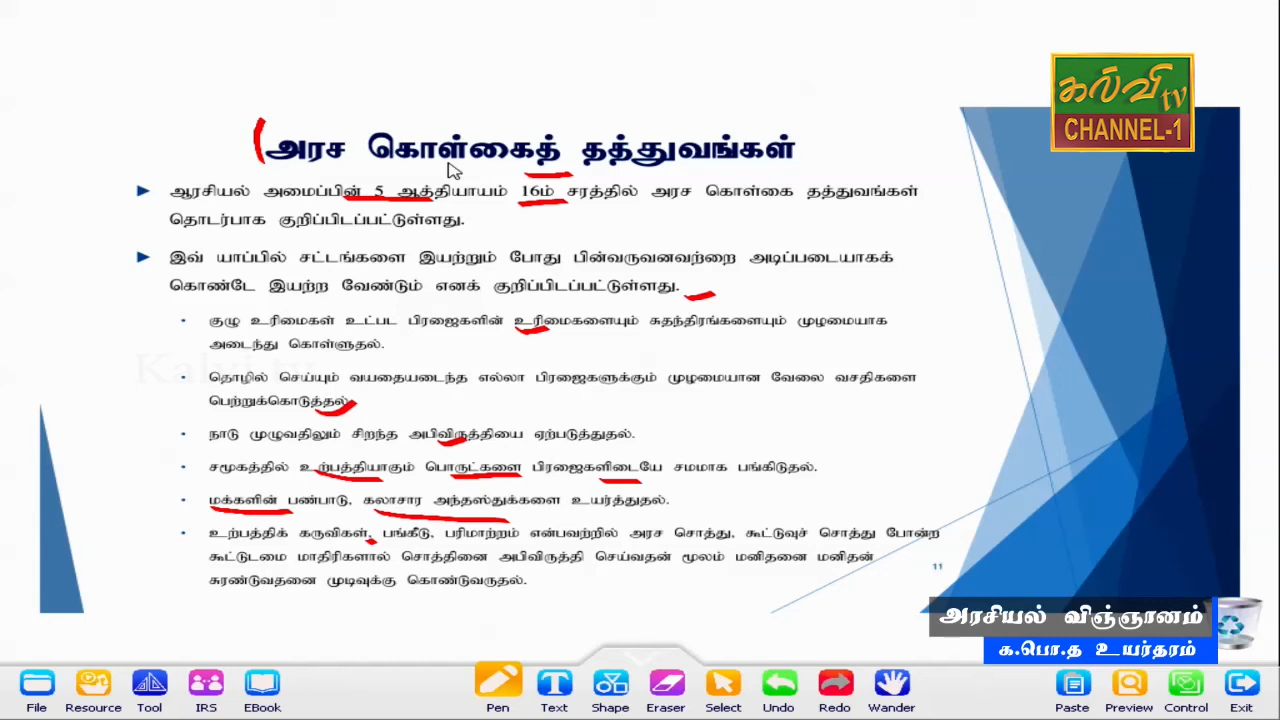 கல்வி
tv
CHANNEL-1
அரச கொள்கைத் தத்துவங்கள்
ஆரசியல் அமைப்பின் 5 ஆத்தியாயம் 16ம் சரத்தில் அரச கொள்கை தத்துவங்கள்
தொடர்பாக குறிப்பிடப்பட்டுள்ளது.
இவ் யாப்பில் சட்டங்களை இயற்றும் போது பின்வருவனவற்றை அடிப்படையாகக்
கொண்டே இயற்ற வேண்டும் எனக் குறிப்பிடப்பட்டுள்ளது.
குழு உரிமைகள் உட்பட பிரஜைகளின் உரிமைகளையும் சுதந்திரங்களையும் முழமையாக
அடைந்து கொள்ளுதல்.
தொழில் செய்யும் வயதையடைந்த எல்லா பிரஜைகளுக்கும் முழமையான வேலை வசதிகளை
பெற்றுக்கொடுத்தல்
நாடு முழுவதிலும் சிறந்த அபிவிருத்தியை ஏற்படுத்துதல்.
சமூகத்தில் உற்பத்தியாகும் பொருட்களை பிரஜைகளிடையே சமமாக பங்கிடுதல்.
மக்களின் பண்பாடு, கலாசார அந்தஸ்துக்களை உயர்த்துதல்.
உற்பத்திக் கருவிகள், பங்கீடு, பரிமாற்றம் என்பவற்றில் அரச சொத்து, கூட்டுவுச் சொத்து போன்ற
கூட்டுடமை மாதிரிகளால் சொத்தினை அபிவிருத்தி செய்வதன் மூலம் மனிதனை மனிதன்
சுரண்டுவதனை முடிவுக்கு கொண்டுவருதல்.
11
அரசியல் விஞ்ஞானம்
க.பொ.த உயர்தரம்
File Resource Tool IRS EBook Pen Text Shape Eraser Select Undo Redo Wander Paste Preview Control Exit